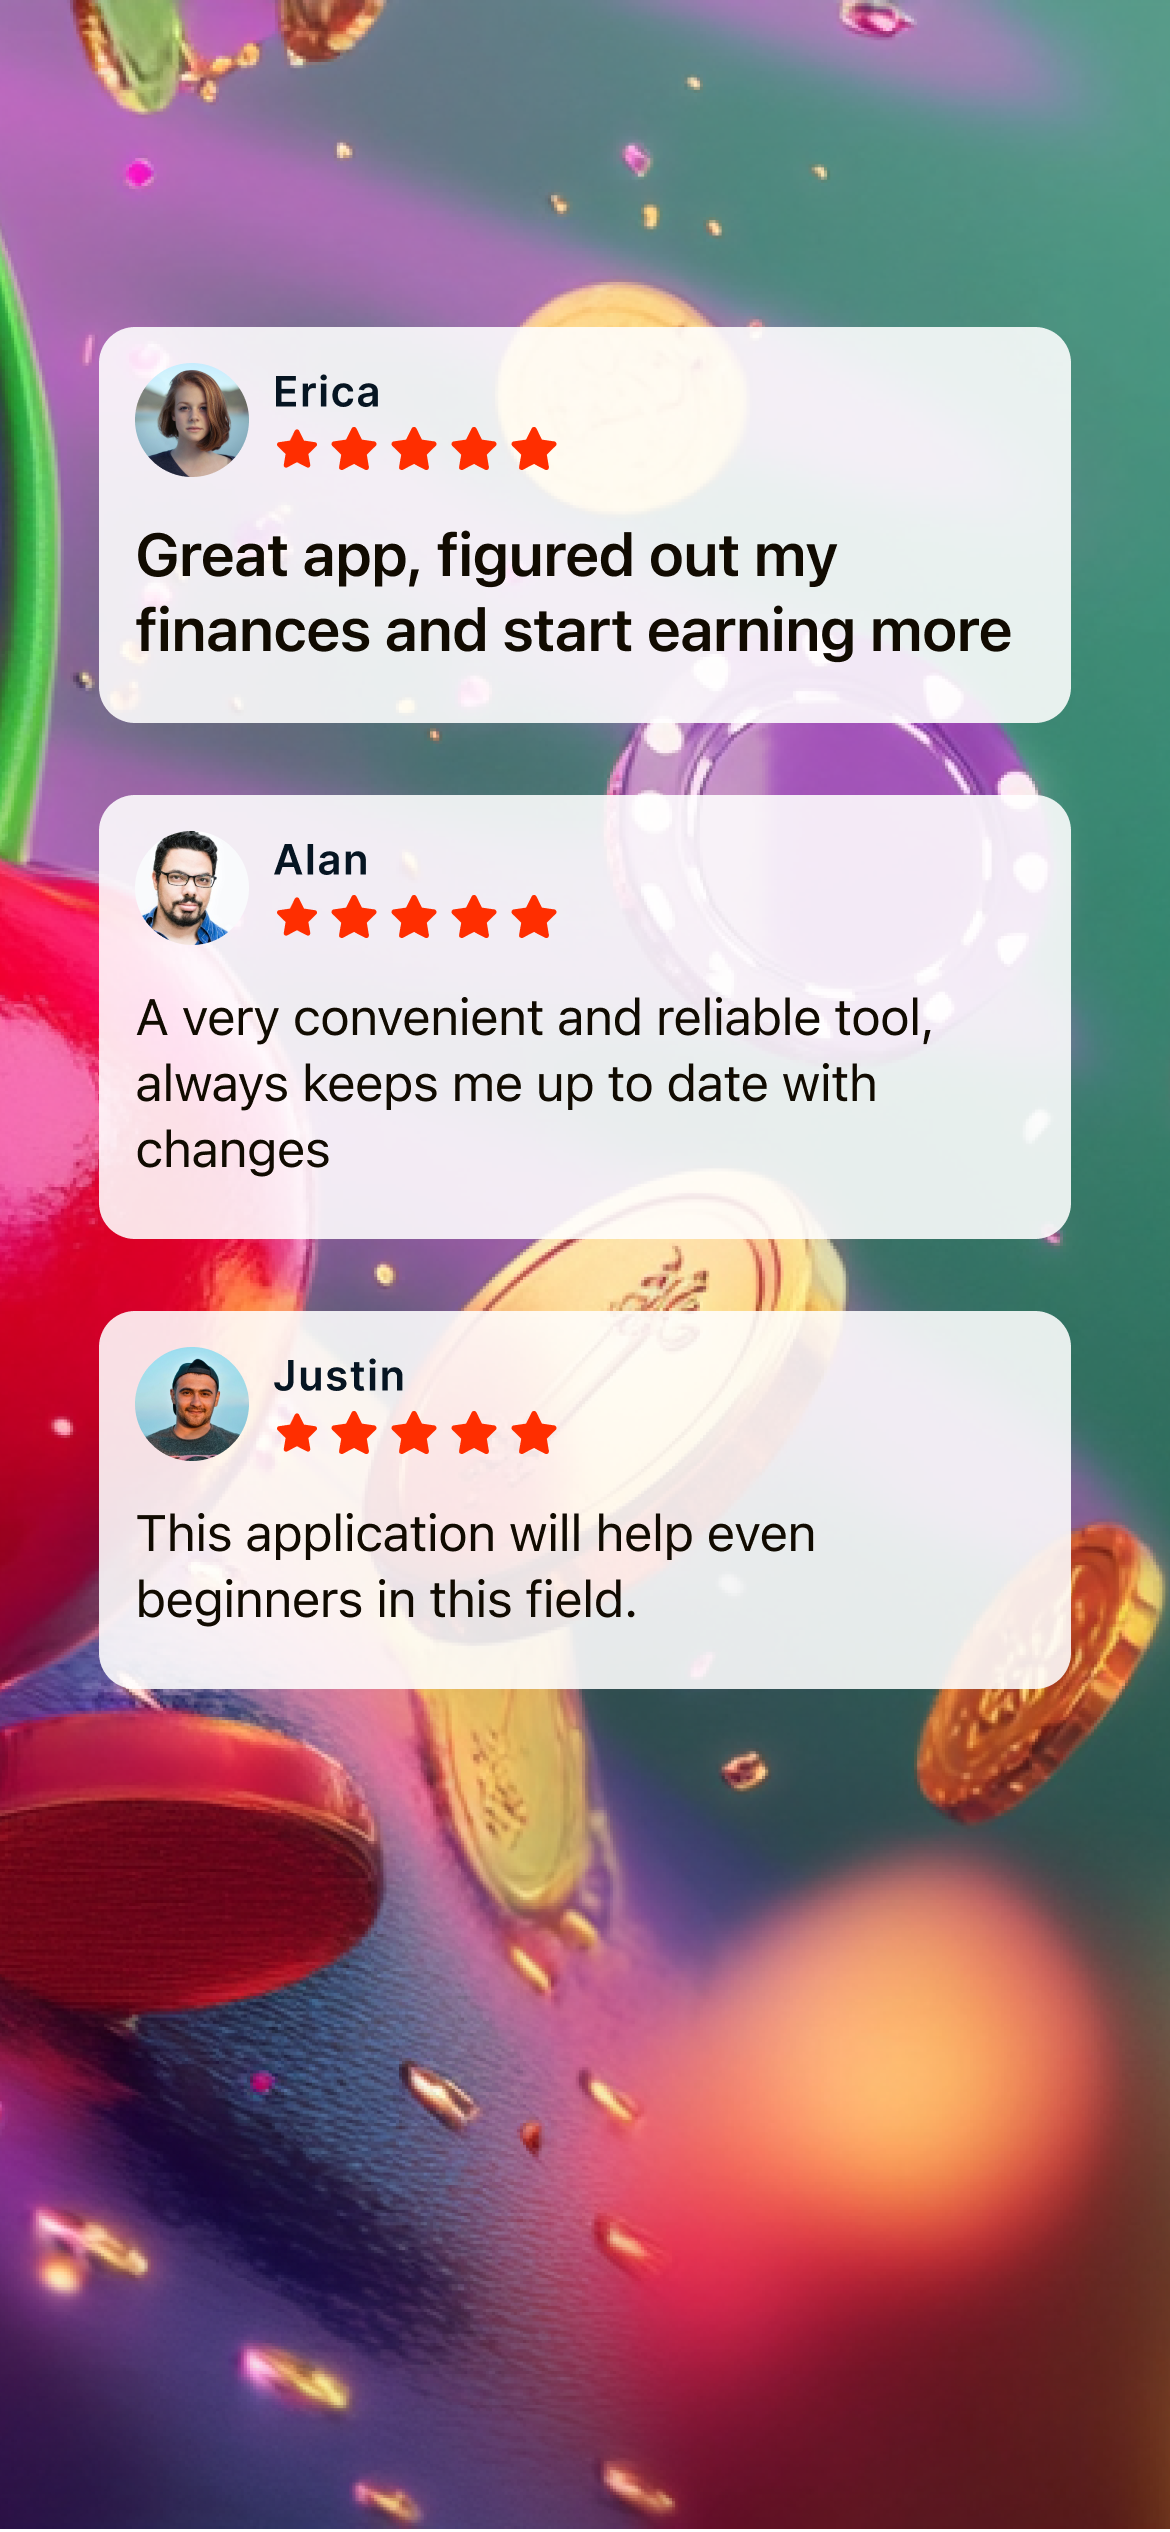 Erica
Great app, figured out my
finances and start earning more
Alan
A very convenient and reliable tool,
always keeps me up to date with
changes
Justin
This application will help even
beginners in this field.